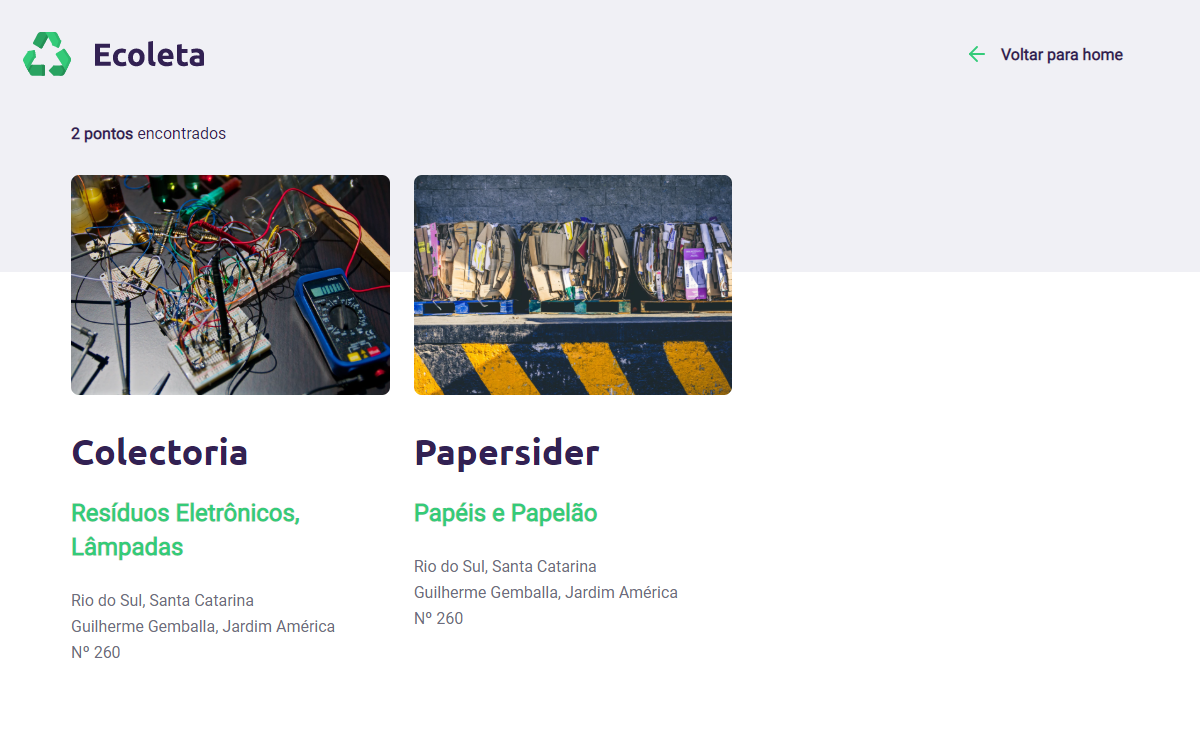 Ecoleta
Voltar para home
2 pontos encontrados
Colectoria
Resíduos Eletrônicos,
Lâmpadas
Rio do Sul, Santa Catarina
Guilherme Gemballa, Jardim América
Nº 260
Papersider
Papéis e Papelão
Rio do Sul, Santa Catarina
Guilherme Gemballa, Jardim América
Nº 260